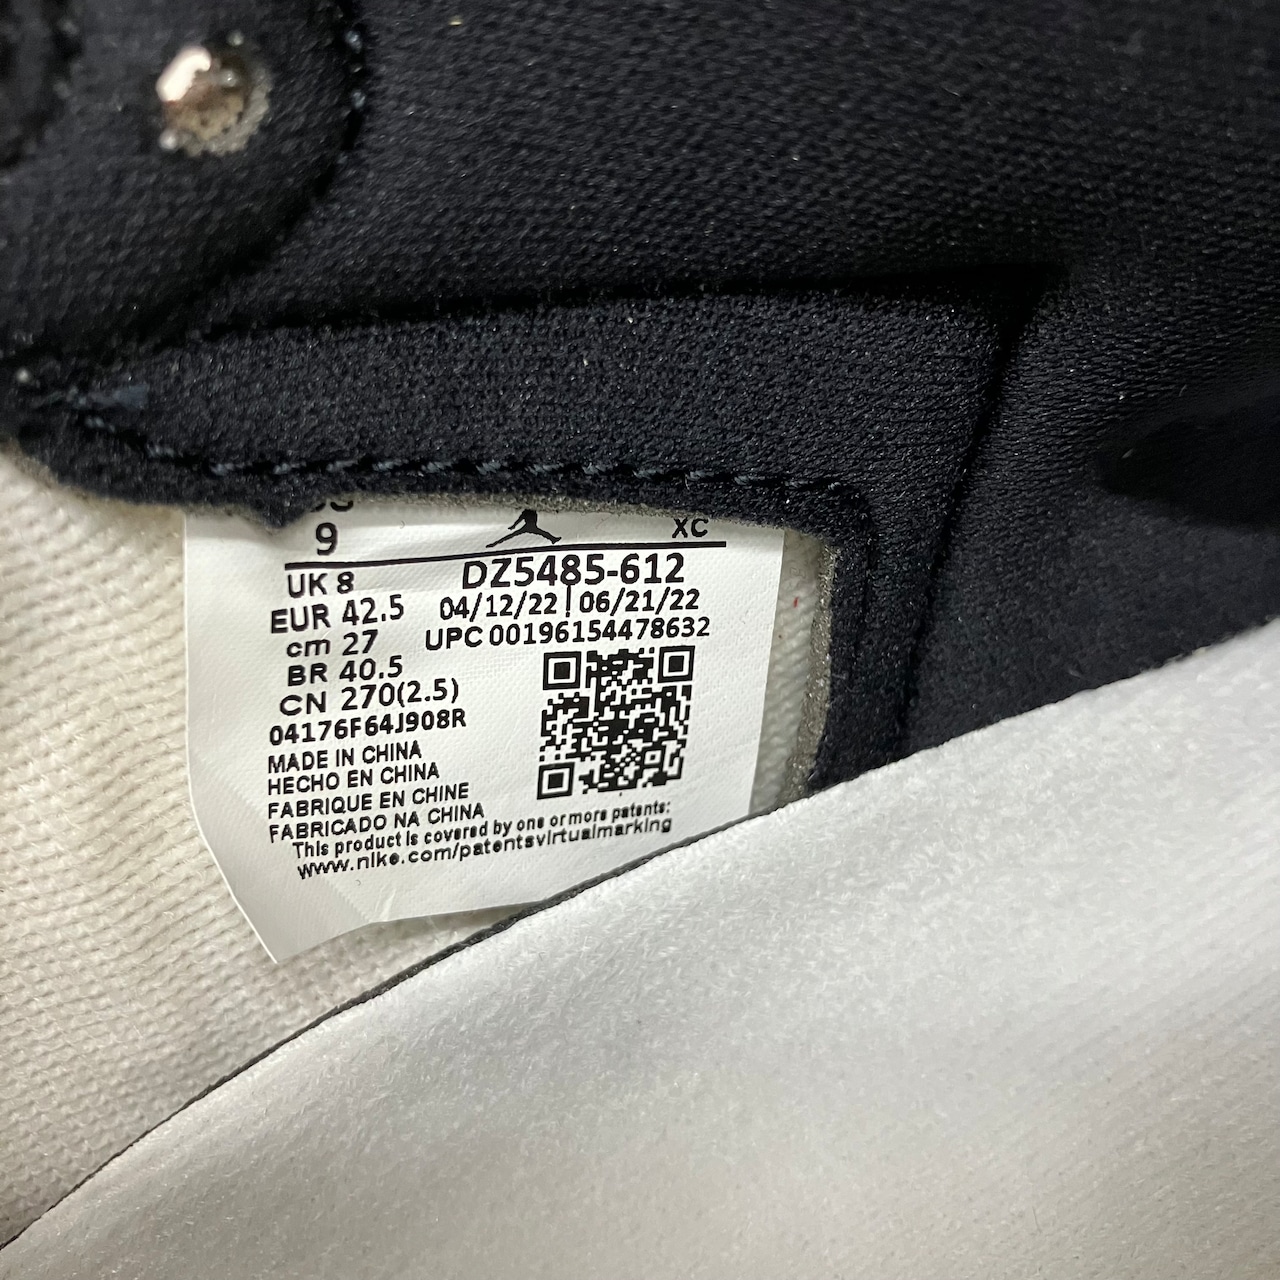 9 XC
UK 8 DZ5485-612
EUR 42.5 04/12/22 | 06/21/22
cm 27 UPC 00196154478632
BR 40.5
CN 270(2.5)
04176F64J908R
MADE IN CHINA
HECHO EN CHINA
FABRIQUE EN CHINE
FABRICADO NA CHINA
This product is covered by one or more patents:
www.nike.com/patentsvirtualmarking